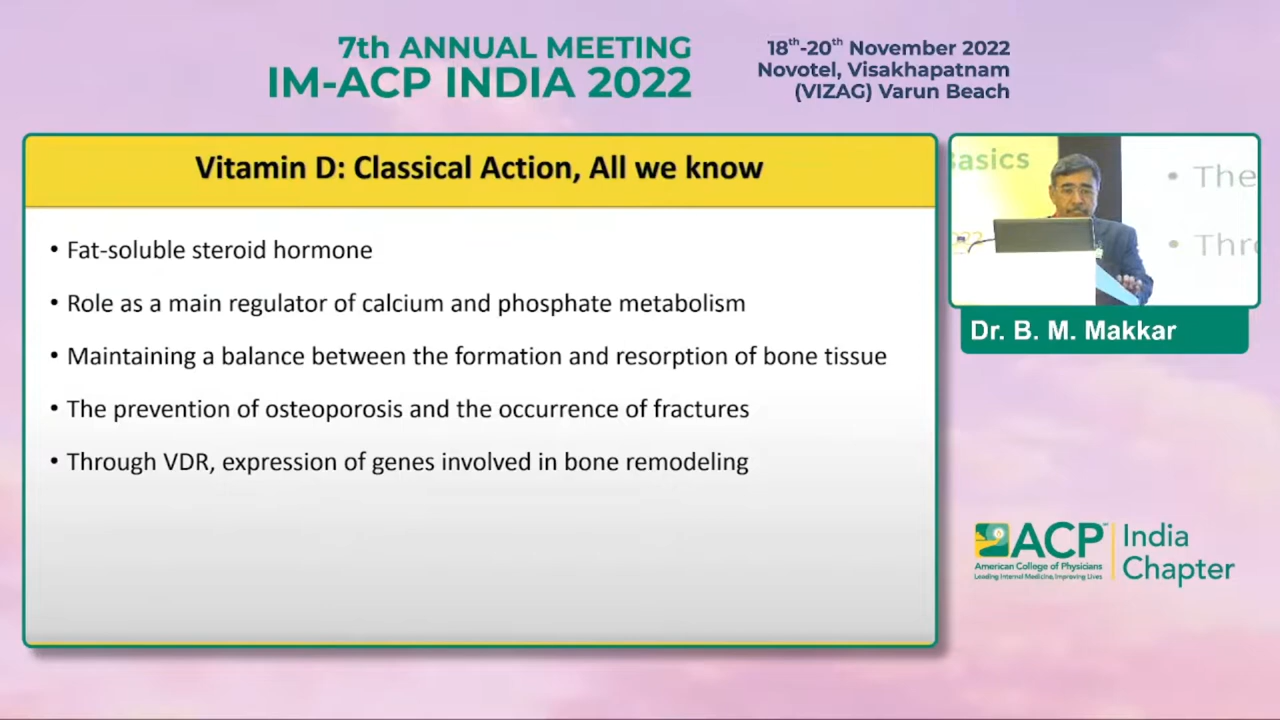 7th ANNUAL MEETING
IM-ACP INDIA 2022
18th-20th November 2022
Novotel, Visakhapatnam
(VIZAG) Varun Beach
Vitamin D: Classical Action, All we know
• Fat-soluble steroid hormone
• Role as a main regulator of calcium and phosphate metabolism
• Maintaining a balance between the formation and resorption of bone tissue
• The prevention of osteoporosis and the occurrence of fractures
• Through VDR, expression of genes involved in bone remodeling
asics
• The
• Thr
Dr. B. M. Makkar
ACP
American College of Physicians
Leading Internal Medicine, Improving Lives
India
Chapter